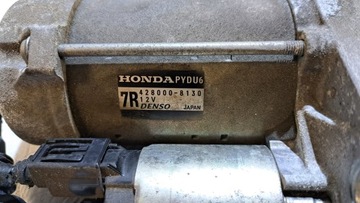 HONDA PYDU6
7R 428000-8130
12V
DENSO JAPAN